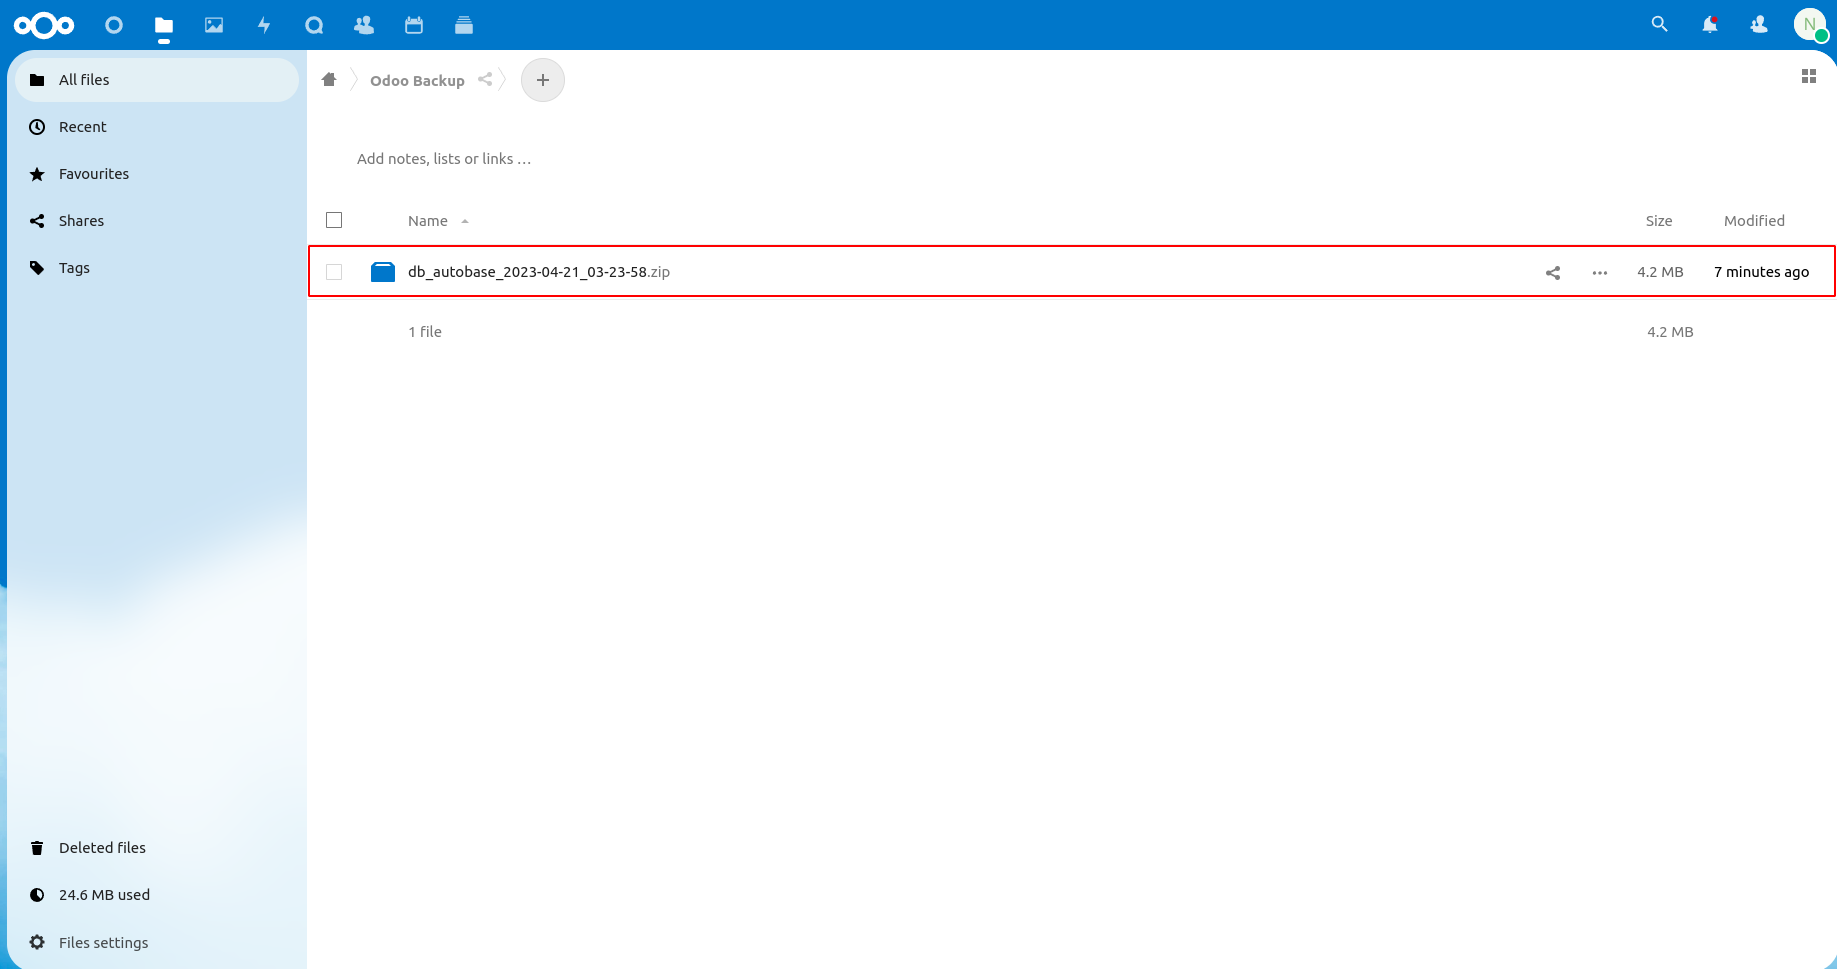 N
All files
Recent
Favourites
Shares
Tags
Deleted files
24.6 MB used
Files settings
Odoo Backup
Add notes, lists or links …
Name Size Modified
db_autobase_2023-04-21_03-23-58.zip 4.2 MB 7 minutes ago
1 file 4.2 MB